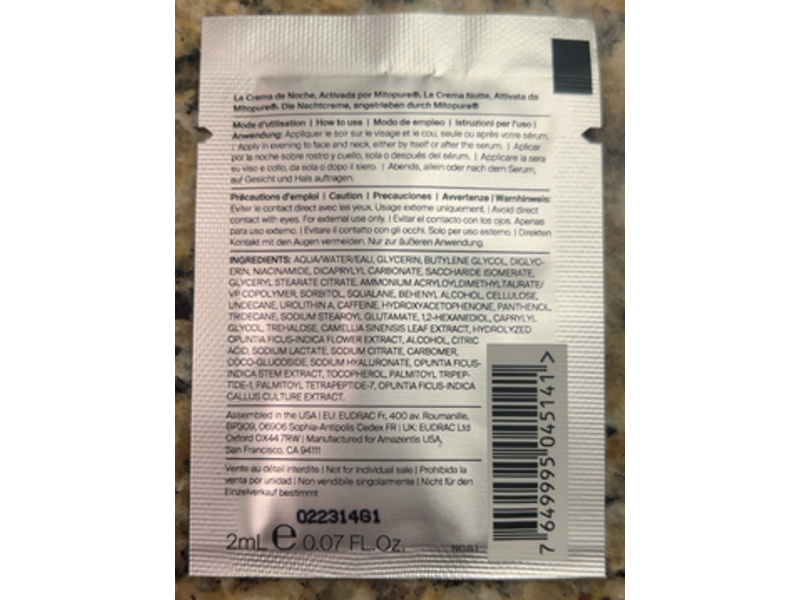 La Crema de Noche, Activada por Mitopure®. La Crema Notte, Attivata da
Mitopure®. Die Nachtcreme, angetrieben durch Mitopure®
Mode d'utilisation | How to use | Modo de empleo | Istruzioni per l'uso |
Anwendung: Appliquer le soir sur le visage et le cou, seule ou après votre sérum.
| Apply in evening to face and neck, either by itself or after the serum. | Aplicar
por la noche sobre rostro y cuello, sola o después del sérum. | Applicare la sera
su viso e collo, da sola o dopo il siero. | Abends, allein oder nach dem Serum,
auf Gesicht und Hals auftragen.
Précautions d'emploi | Caution | Precauciones | Avvertenze | Warnhinweis:
Eviter le contact direct avec les yeux. Usage externe uniquement. | Avoid direct
contact with eyes. For external use only. | Evitar el contacto con los ojos. Apenas
para uso externo. | Evitare il contatto con gli occhi. Solo per uso esterno. | Direkten
Kontakt mit den Augen vermeiden. Nur zur äußeren Anwendung.
INGREDIENTS: AQUA/WATER/EAU, GLYCERIN, BUTYLENE GLYCOL, DIGLYC-
ERIN, NIACINAMIDE, DICAPRYLYL CARBONATE, SACCHARIDE ISOMERATE,
GLYCERYL STEARATE CITRATE, AMMONIUM ACRYLOYLDIMETHYLTAURATE/
VP COPOLYMER, SORBITOL, SQUALANE, BEHENYL ALCOHOL, CELLULOSE,
UNDECANE, UROLITHIN A, CAFFEINE, HYDROXYACETOPHENONE, PANTHENOL,
TRIDECANE, SODIUM STEAROYL GLUTAMATE, 1,2-HEXANEDIOL, CAPRYLYL
GLYCOL, TREHALOSE, CAMELLIA SINENSIS LEAF EXTRACT, HYDROLYZED
OPUNTIA FICUS-INDICA FLOWER EXTRACT, ALCOHOL, CITRIC
ACID, SODIUM LACTATE, SODIUM CITRATE, CARBOMER,
COCO-GLUCOSIDE, SODIUM HYALURONATE, OPUNTIA FICUS-
INDICA STEM EXTRACT, TOCOPHEROL, PALMITOYL TRIPEP-
TIDE-1, PALMITOYL TETRAPEPTIDE-7, OPUNTIA FICUS-INDICA
CALLUS CULTURE EXTRACT.
Assembled in the USA | EU: EUDRAC Fr, 400 av. Roumanille,
BP309, 06906 Sophia-Antipolis Cedex FR | UK: EUDRAC Ltd
Oxford OX44 7RW | Manufactured for Amazentis USA,
San Francisco, CA 94111
Vente au détail interdite | Not for individual sale | Prohibida la
venta por unidad | Non vendibile singolarmente | Nicht für den
Einzelverkauf bestimmt
022314G1
2mL e 0.07 FL.Oz.
7 649995 045141 >